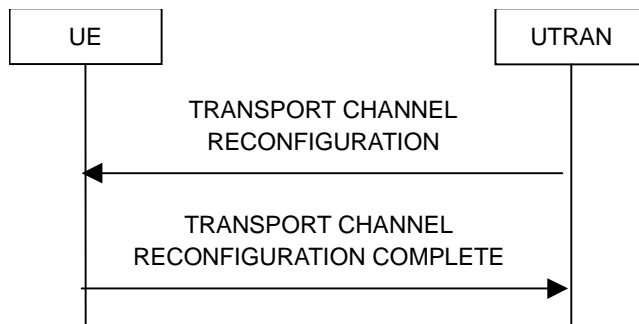 UE
UTRAN
TRANSPORT CHANNEL
RECONFIGURATION
TRANSPORT CHANNEL
RECONFIGURATION COMPLETE